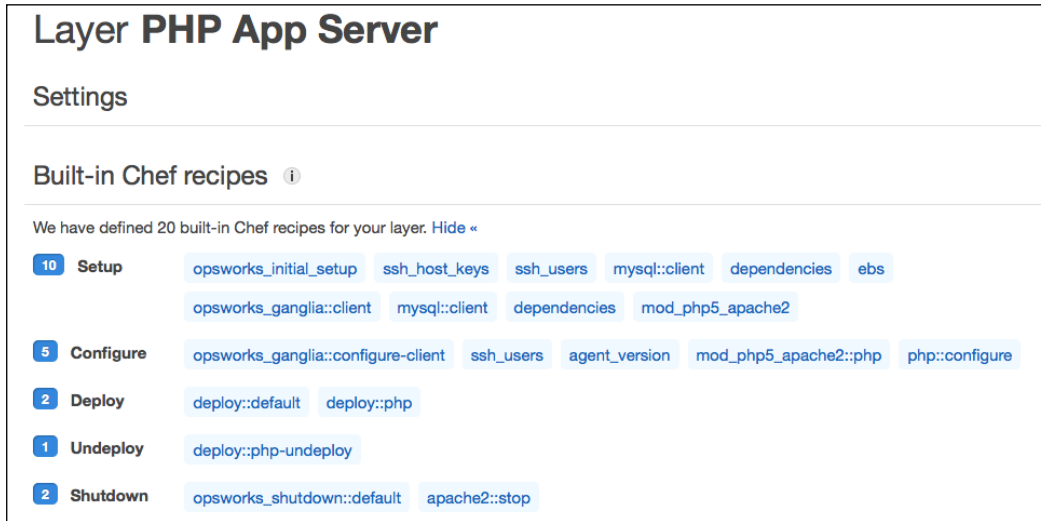 Layer PHP App Server
Settings
Built-in Chef recipes i
We have defined 20 built-in Chef recipes for your layer. Hide «
10 Setup opsworks_initial_setup ssh_host_keys ssh_users mysql::client dependencies ebs
opsworks_ganglia::client mysql::client dependencies mod_php5_apache2
5 Configure opsworks_ganglia::configure-client ssh_users agent_version mod_php5_apache2::php php::configure
2 Deploy deploy::default deploy::php
1 Undeploy deploy::php-undeploy
2 Shutdown opsworks_shutdown::default apache2::stop